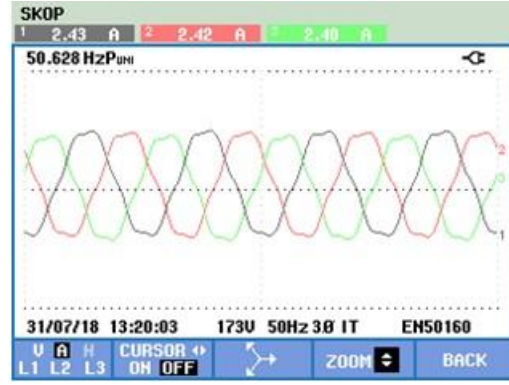 SKOP
1 2.43 A 2 2.42 A 3 2.40 A
50.628 HzPUNI
2
3
1
31/07/18 13:20:03 173V 50Hz 3Ø IT EN50160
V A H CURSOR ZOOM BACK
L1 L2 L3 ON OFF